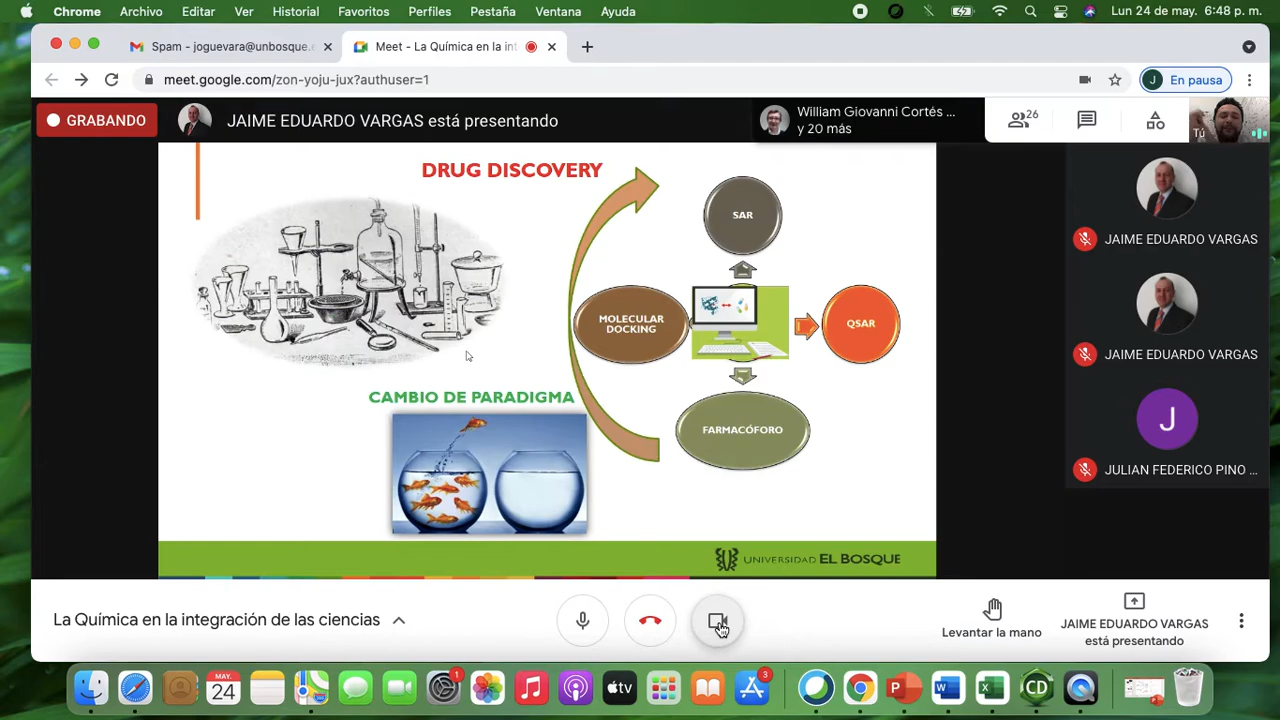 Chrome Archivo Editar Ver Historial Favoritos Perfiles Pestaña Ventana Ayuda Lun 24 de may. 6:48 p. m.
Spam - joguevara@unbosque.e
Meet - La Química en la int
meet.google.com/zon-yoju-jux?authuser=1
J En pausa
GRABANDO
JAIME EDUARDO VARGAS está presentando
William Giovanni Cortés ...
y 20 más
26
Tú
DRUG DISCOVERY
SAR
MOLECULAR
DOCKING
QSAR
FARMACÓFORO
CAMBIO DE PARADIGMA
UNIVERSIDAD EL BOSQUE
JAIME EDUARDO VARGAS
JAIME EDUARDO VARGAS
J
JULIAN FEDERICO PINO ...
La Química en la integración de las ciencias
Levantar la mano
JAIME EDUARDO VARGAS
está presentando
MAY.
24
1
tv
3
P
W
X
CD